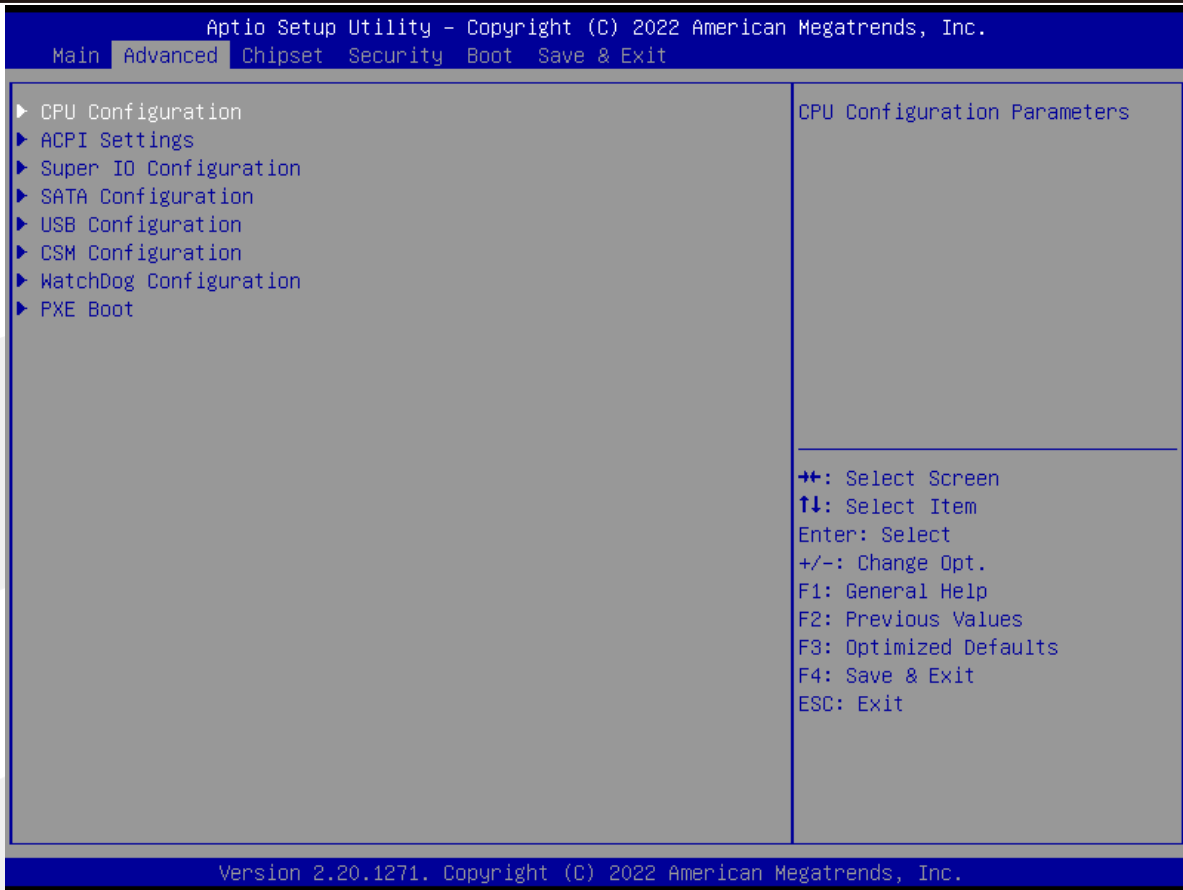 Aptio Setup Utility – Copyright (C) 2022 American Megatrends, Inc.
Main Advanced Chipset Security Boot Save & Exit
▶ CPU Configuration
▶ ACPI Settings
▶ Super IO Configuration
▶ SATA Configuration
▶ USB Configuration
▶ CSM Configuration
▶ WatchDog Configuration
▶ PXE Boot
CPU Configuration Parameters
→←: Select Screen
↑↓: Select Item
Enter: Select
+/-: Change Opt.
F1: General Help
F2: Previous Values
F3: Optimized Defaults
F4: Save & Exit
ESC: Exit
Version 2.20.1271. Copyright (C) 2022 American Megatrends, Inc.